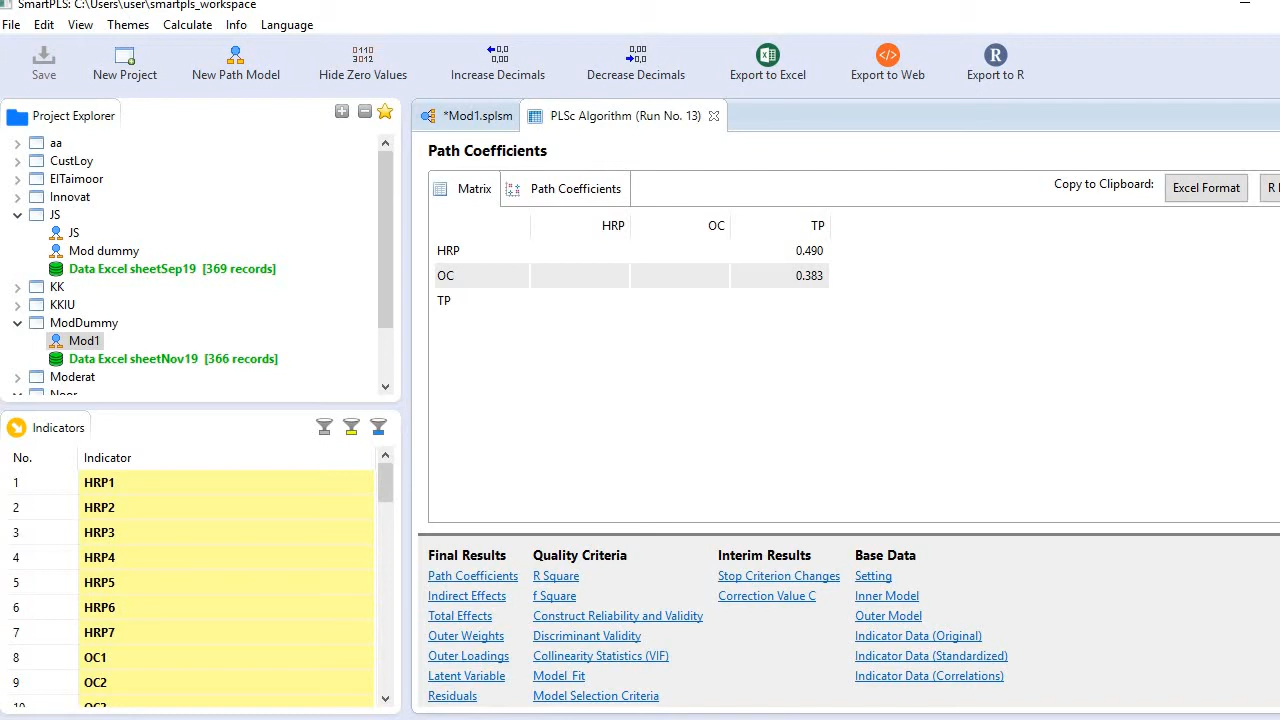 SmartPLS: C:\Users\user\smartpls_workspace
File Edit View Themes Calculate Info Language
Save New Project New Path Model Hide Zero Values Increase Decimals Decrease Decimals Export to Excel Export to Web Export to R
Project Explorer
aa
CustLoy
ElTaimoor
Innovat
JS
JS
Mod dummy
Data Excel sheetSep19 [369 records]
KK
KKIU
ModDummy
Mod1
Data Excel sheetNov19 [366 records]
Moderat
Noor
Indicators
No. Indicator
1 HRP1
2 HRP2
3 HRP3
4 HRP4
5 HRP5
6 HRP6
7 HRP7
8 OC1
9 OC2
10 OC3
*Mod1.splsm PLSc Algorithm (Run No. 13)
Path Coefficients
Matrix Path Coefficients Copy to Clipboard: Excel Format R
HRP OC TP
HRP 0.490
OC 0.383
TP
Final Results Quality Criteria Interim Results Base Data
Path Coefficients R Square Stop Criterion Changes Setting
Indirect Effects f Square Correction Value C Inner Model
Total Effects Construct Reliability and Validity Outer Model
Outer Weights Discriminant Validity Indicator Data (Original)
Outer Loadings Collinearity Statistics (VIF) Indicator Data (Standardized)
Latent Variable Model_Fit Indicator Data (Correlations)
Residuals Model Selection Criteria